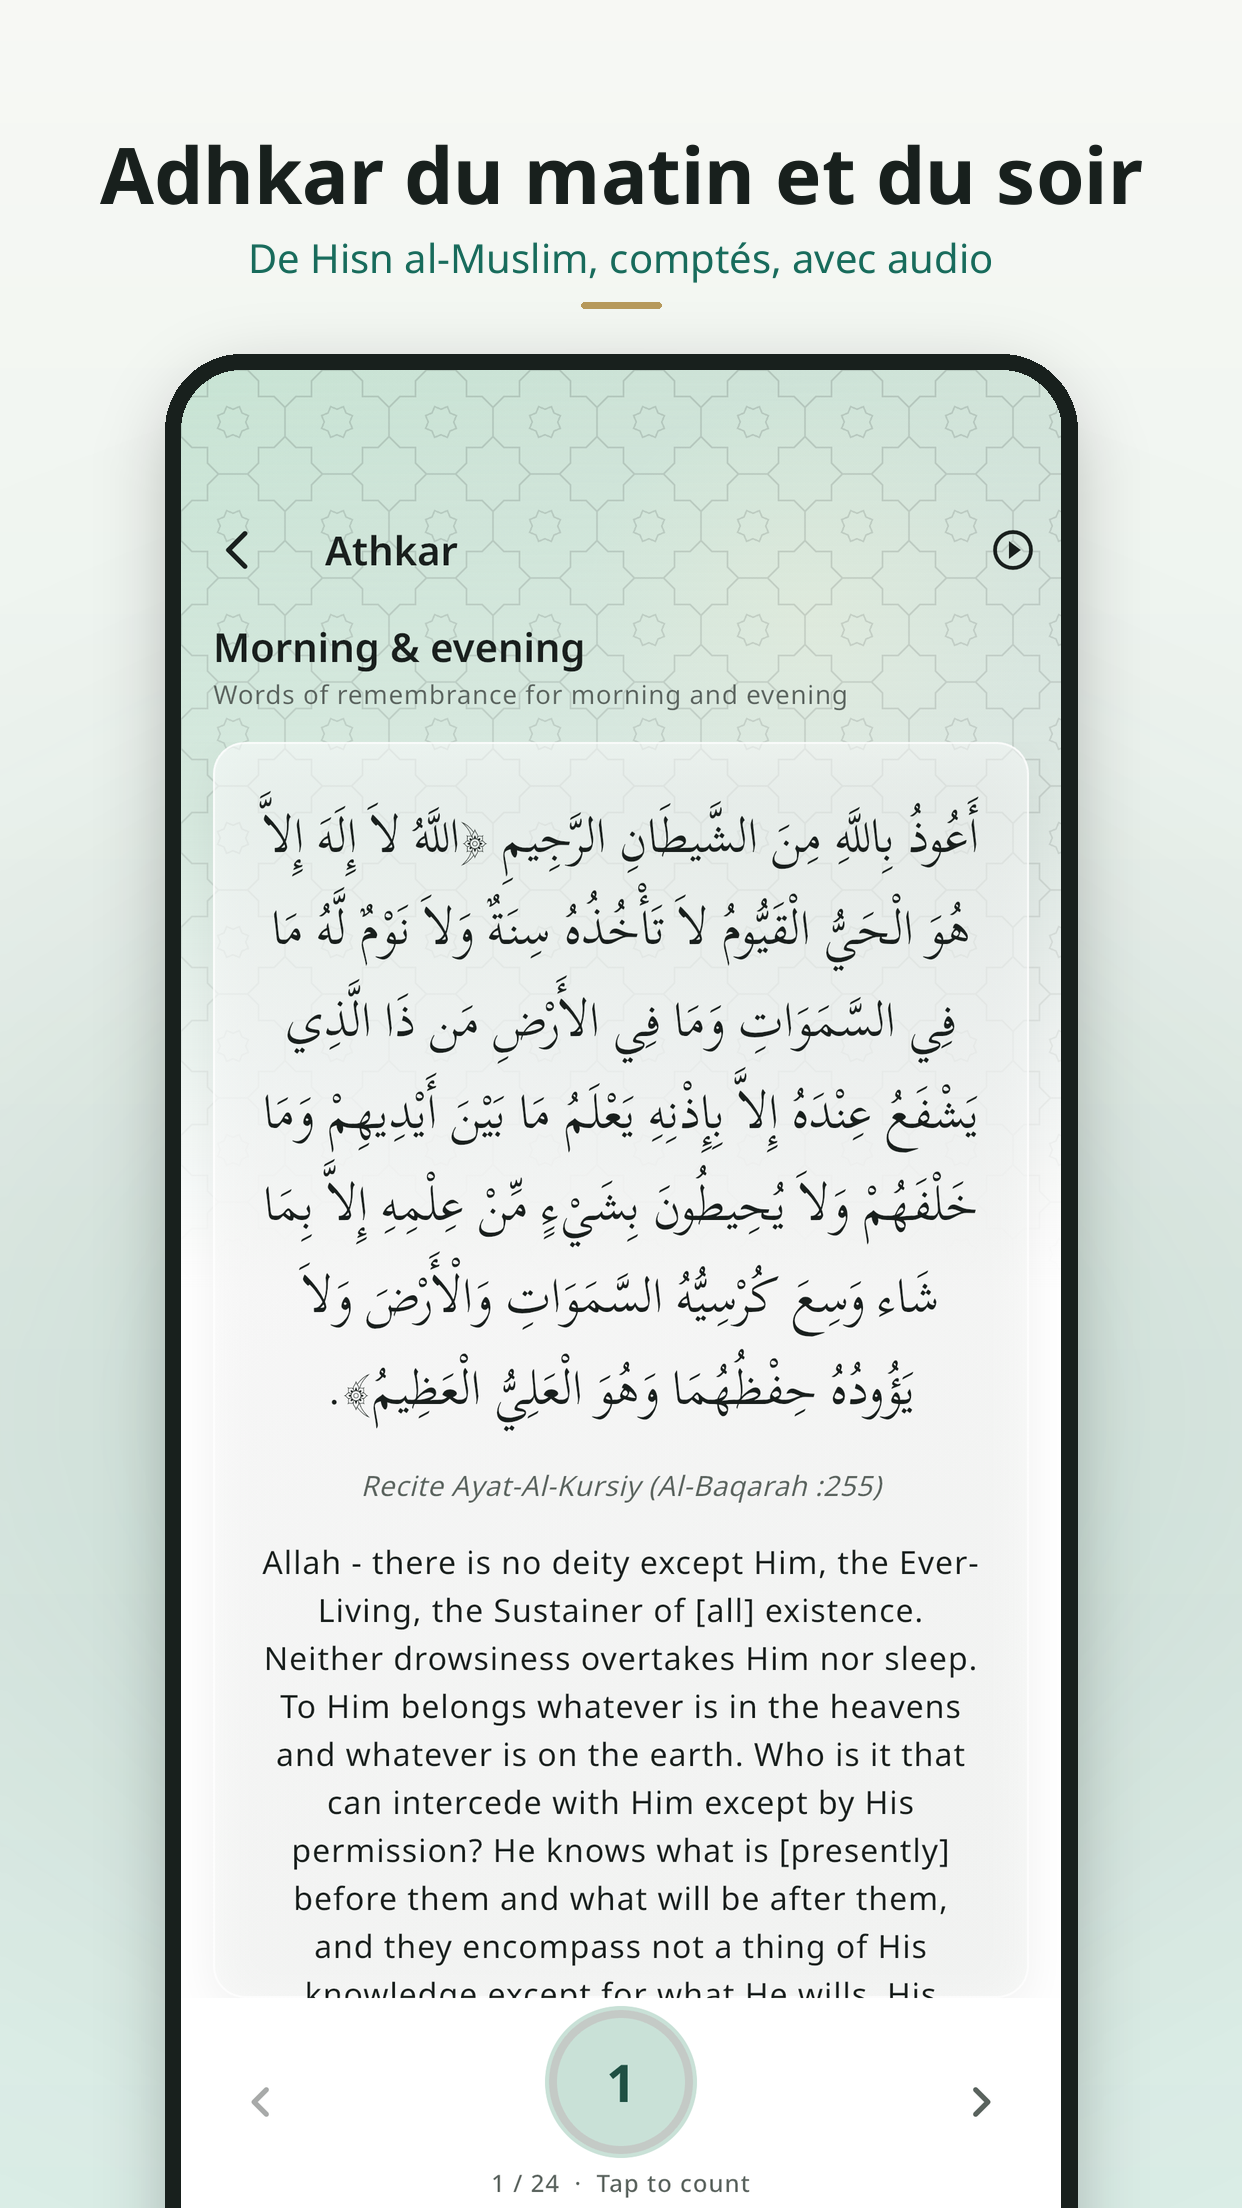 Adhkar du matin et du soir
De Hisn al-Muslim, comptés, avec audio
Athkar
Morning & evening
Words of remembrance for morning and evening
أَعُوذُ بِاللَّهِ مِنَ الشَّيطَانِ الرَّجِيمِ ﴿اللَّهُ لاَ إِلَهَ إِلاَّ
هُوَ الْحَيُّ الْقَيُّومُ لاَ تَأْخُذُهُ سِنَةٌ وَلاَ نَوْمٌ لَّهُ مَا
فِي السَّمَوَاتِ وَمَا فِي الأَرْضِ مَن ذَا الَّذِي
يَشْفَعُ عِنْدَهُ إِلاَّ بِإِذْنِهِ يَعْلَمُ مَا بَيْنَ أَيْدِيهِمْ وَمَا
خَلْفَهُمْ وَلاَ يُحِيطُونَ بِشَيْءٍ مِّنْ عِلْمِهِ إِلاَّ بِمَا
شَاء وَسِعَ كُرْسِيُّهُ السَّمَوَاتِ وَالْأَرْضَ وَلاَ
يَؤُودُهُ حِفْظُهُمَا وَهُوَ الْعَلِيُّ الْعَظِيمُ﴾.
Recite Ayat-Al-Kursiy (Al-Baqarah :255)
Allah - there is no deity except Him, the Ever-
Living, the Sustainer of [all] existence.
Neither drowsiness overtakes Him nor sleep.
To Him belongs whatever is in the heavens
and whatever is on the earth. Who is it that
can intercede with Him except by His
permission? He knows what is [presently]
before them and what will be after them,
and they encompass not a thing of His
knowledge except for what He wills. His
1
1 / 24 · Tap to count